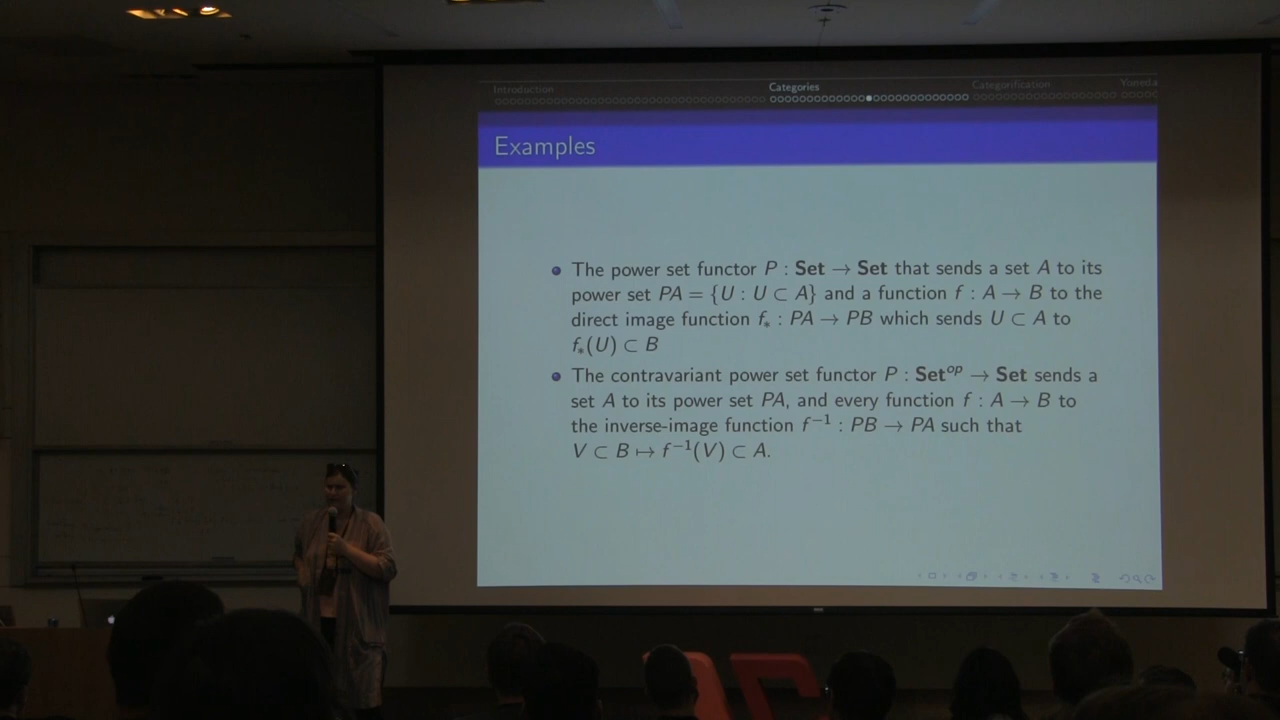 Introduction Categories Categorification Yoneda
Examples
The power set functor P : Set → Set that sends a set A to its
power set PA = {U : U ⊂ A} and a function f : A → B to the
direct image function f∗ : PA → PB which sends U ⊂ A to
f∗(U) ⊂ B
The contravariant power set functor P : Set^op → Set sends a
set A to its power set PA, and every function f : A → B to
the inverse-image function f⁻¹ : PB → PA such that
V ⊂ B ↦ f⁻¹(V) ⊂ A.